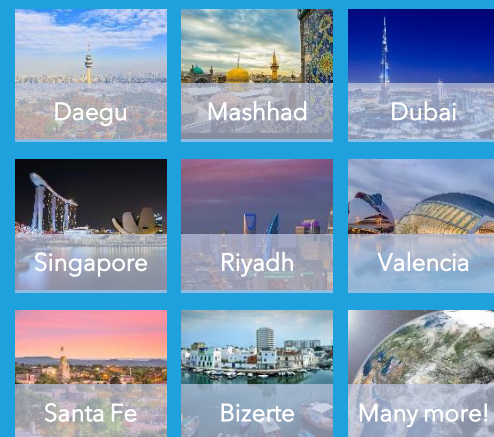 Daegu
Mashhad
Dubai
Singapore
Riyadh
Valencia
Santa Fe
Bizerte
Many more!